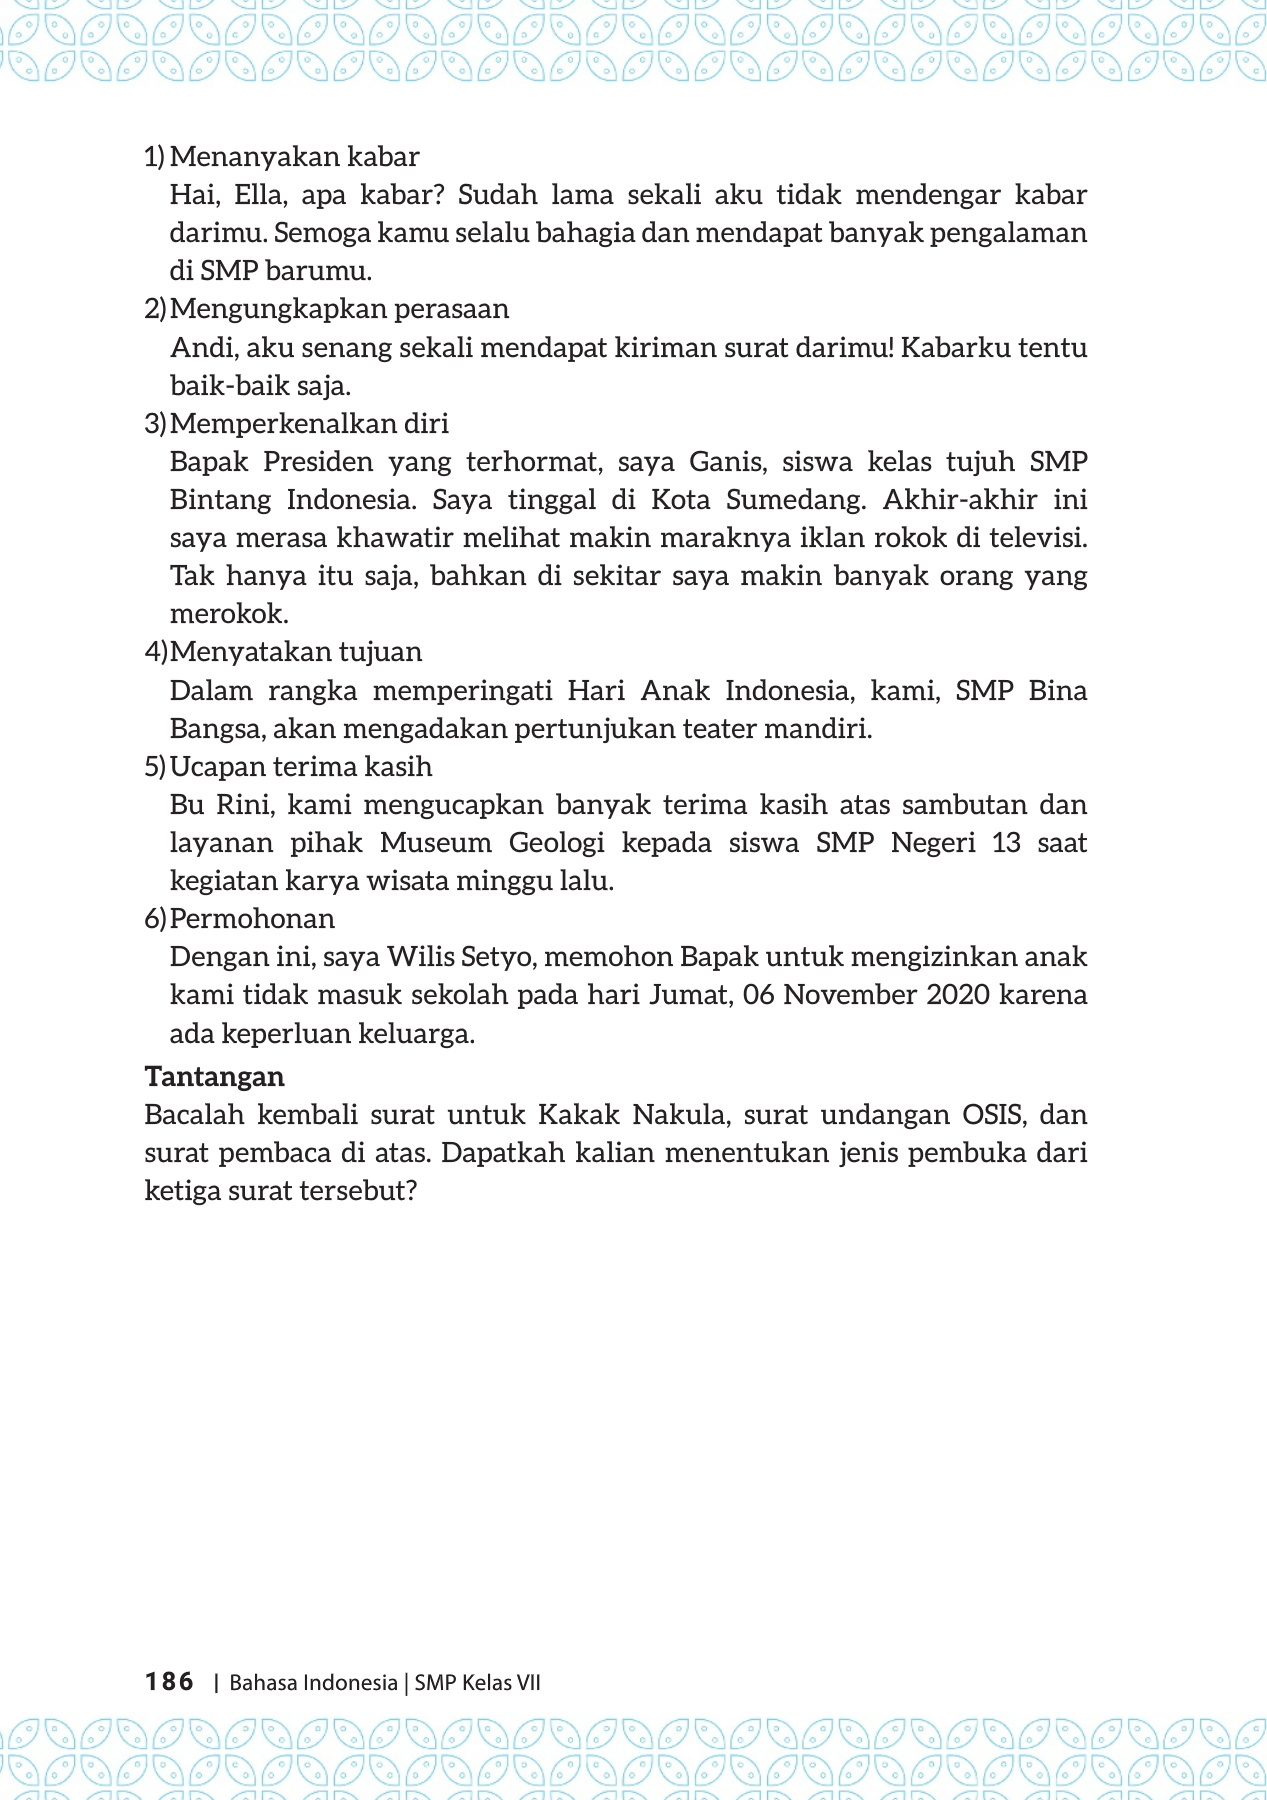 1) Menanyakan kabar
Hai, Ella, apa kabar? Sudah lama sekali aku tidak mendengar kabar
darimu. Semoga kamu selalu bahagia dan mendapat banyak pengalaman
di SMP barumu.
2) Mengungkapkan perasaan
Andi, aku senang sekali mendapat kiriman surat darimu! Kabarku tentu
baik-baik saja.
3) Memperkenalkan diri
Bapak Presiden yang terhormat, saya Ganis, siswa kelas tujuh SMP
Bintang Indonesia. Saya tinggal di Kota Sumedang. Akhir-akhir ini
saya merasa khawatir melihat makin maraknya iklan rokok di televisi.
Tak hanya itu saja, bahkan di sekitar saya makin banyak orang yang
merokok.
4) Menyatakan tujuan
Dalam rangka memperingati Hari Anak Indonesia, kami, SMP Bina
Bangsa, akan mengadakan pertunjukan teater mandiri.
5) Ucapan terima kasih
Bu Rini, kami mengucapkan banyak terima kasih atas sambutan dan
layanan pihak Museum Geologi kepada siswa SMP Negeri 13 saat
kegiatan karya wisata minggu lalu.
6) Permohonan
Dengan ini, saya Wilis Setyo, memohon Bapak untuk mengizinkan anak
kami tidak masuk sekolah pada hari Jumat, 06 November 2020 karena
ada keperluan keluarga.
Tantangan
Bacalah kembali surat untuk Kakak Nakula, surat undangan OSIS, dan
surat pembaca di atas. Dapatkah kalian menentukan jenis pembuka dari
ketiga surat tersebut?
186 | Bahasa Indonesia | SMP Kelas VII